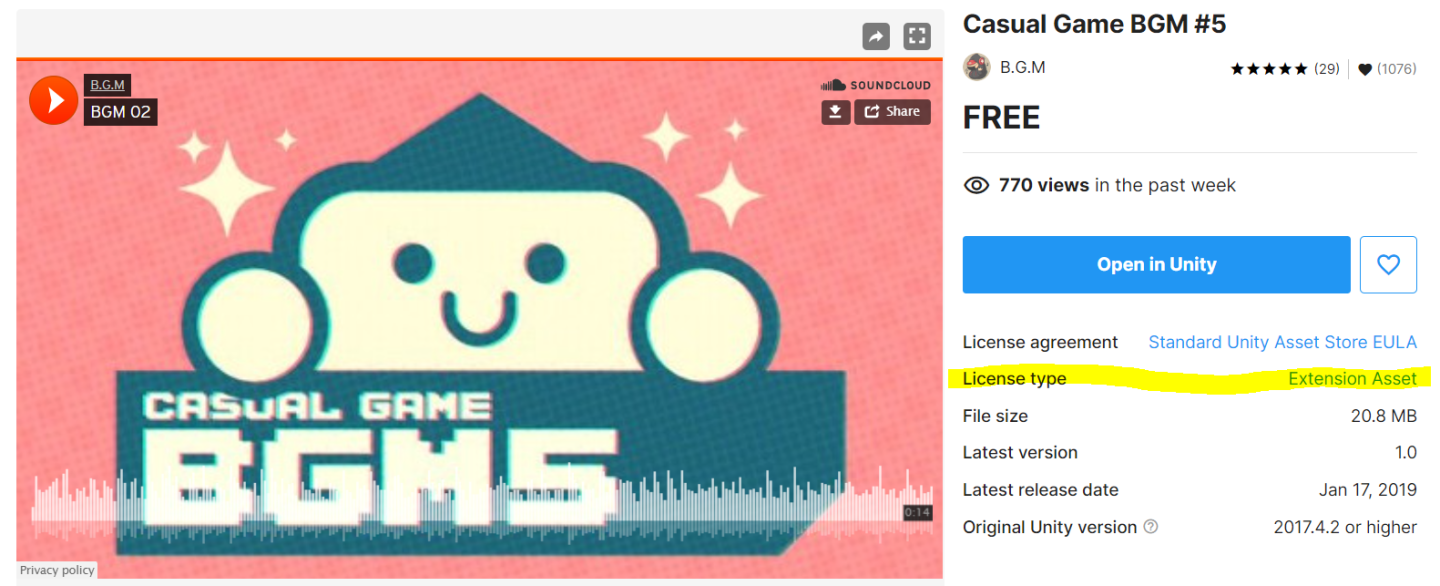 B.G.M
BGM 02
SOUNDCLOUD
Share
CASUAL GAME
BGM5
0:14
Privacy policy
Casual Game BGM #5
B.G.M
★★★★★ (29) | ♥ (1076)
FREE
770 views in the past week
Open in Unity
License agreement Standard Unity Asset Store EULA
License type Extension Asset
File size 20.8 MB
Latest version 1.0
Latest release date Jan 17, 2019
Original Unity version ? 2017.4.2 or higher